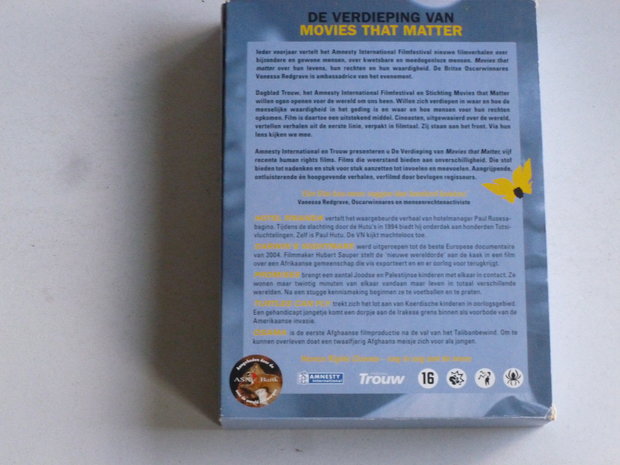 DE VERDIEPING VAN
MOVIES THAT MATTER
Ieder voorjaar vertelt het Amnesty International Filmfestival nieuwe filmverhalen over
bijzondere en gewone mensen, over kwetsbare en meedogenloze mensen. Movies that
matter over hun levens, hun rechten en hun waardigheid. De Britse Oscarwinnares
Vanessa Redgrave is ambassadrice van het evenement.
Dagblad Trouw, het Amnesty International Filmfestival en Stichting Movies that Matter
willen ogen openen voor de wereld om ons heen. Willen zich verdiepen in waar en hoe de
menselijke waardigheid in het geding is en waar en hoe mensen voor hun rechten
opkomen. Film is daartoe een uitstekend middel. Cineasten, uitgewaaierd over de wereld,
vertellen verhalen uit de eerste linie, verpakt in filmtaal. Zij staan aan het front. Via hun
lens kijken we mee.
Amnesty International en Trouw presenteren u De Verdieping van Movies that Matter, vijf
recente human rights films. Films die weerstand bieden aan onverschilligheid. Die stof
bieden tot nadenken en stuk voor stuk aanzetten tot invoelen en meevoelen. Aangrijpende,
ontluisterende én hoopgevende verhalen, verfilmd door bevlogen regisseurs.
Vanessa Redgrave, Oscarwinnares en mensenrechtenactiviste
vertelt het waargebeurde verhaal van hotelmanager Paul Rusesa-
bagina. Tijdens de slachting door de Hutu's in 1994 biedt hij onderdak aan honderden Tutsi-
vluchtelingen. Zelf is Paul Hutu. De VN kijkt machteloos toe.
werd uitgeroepen tot de beste Europese documentaire
van 2004. Filmmaker Hubert Sauper stelt de 'nieuwe wereldorde' aan de kaak in een film
over een Afrikaanse gemeenschap die vis exporteert en en er oorlog voor terugkrijgt.
brengt een aantal Joodse en Palestijnse kinderen met elkaar in contact. Ze
wonen maar twintig minuten van elkaar vandaan maar leven in totaal verschillende
werelden. Na een stugge kennismaking beginnen ze te voetballen en te praten.
trekt zich het lot aan van Koerdische kinderen in oorlogsgebied.
Een gehandicapt jongetje komt een dorpje aan de Irakese grens binnen als voorbode van de
Amerikaanse invasie.
is de eerste Afghaanse filmproductie na de val van het Talibanbewind. Om te
kunnen overleven doet een twaalfjarig Afghaans meisje zich voor als jongen.
ASN Bank
AMNESTY
international
Trouw
16